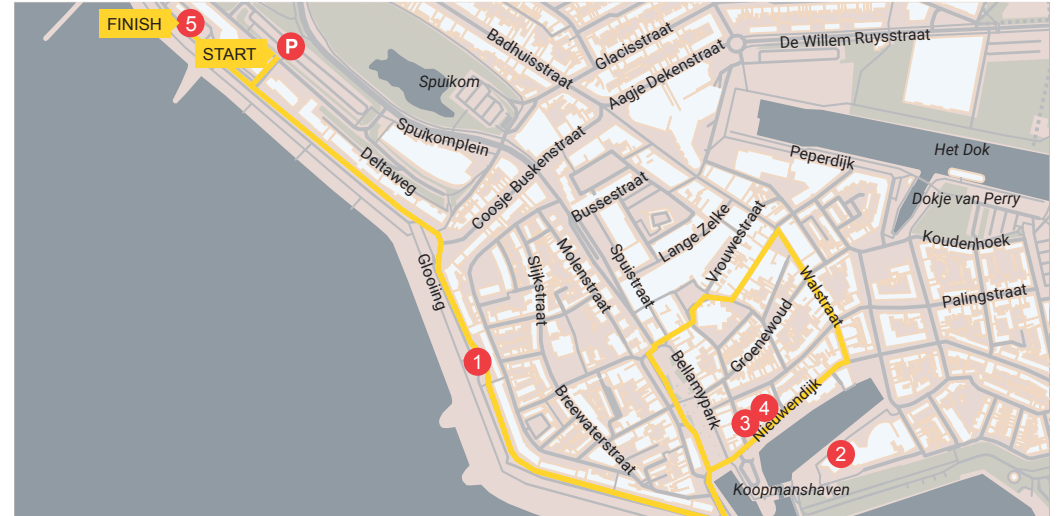 FINISH
5
START
P
Badhuisstraat
Glacisstraat
Aagje Dekenstraat
De Willem Ruysstraat
Spuikom
Spuikomplein
Deltaweg
Coosje Buskenstraat
Bussestraat
Peperdijk
Het Dok
Dokje van Perry
Koudenhoek
Palingstraat
Lange Zelke
Vrouwestraat
Walstraat
Glooiing
Slijkstraat
Molenstraat
Spuistraat
Groenewoud
1
Bellamypark
Breewaterstraat
3
4
Nieuwendijk
2
Koopmanshaven